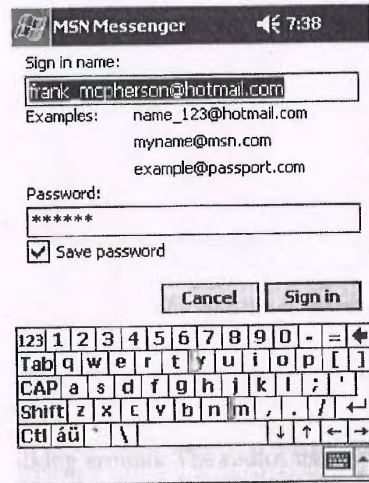 MSN Messenger 7:38
Sign in name:
frank_mcpherson@hotmail.com
Examples: name_123@hotmail.com
myname@msn.com
example@passport.com
Password:
******
Save password
Cancel Sign in
123 1 2 3 4 5 6 7 8 9 0 - =
Tab q w e r t y u i o p [ ]
CAP a s d f g h j k l ; '
Shift z x c v b n m , . /
Ctl áü ` \